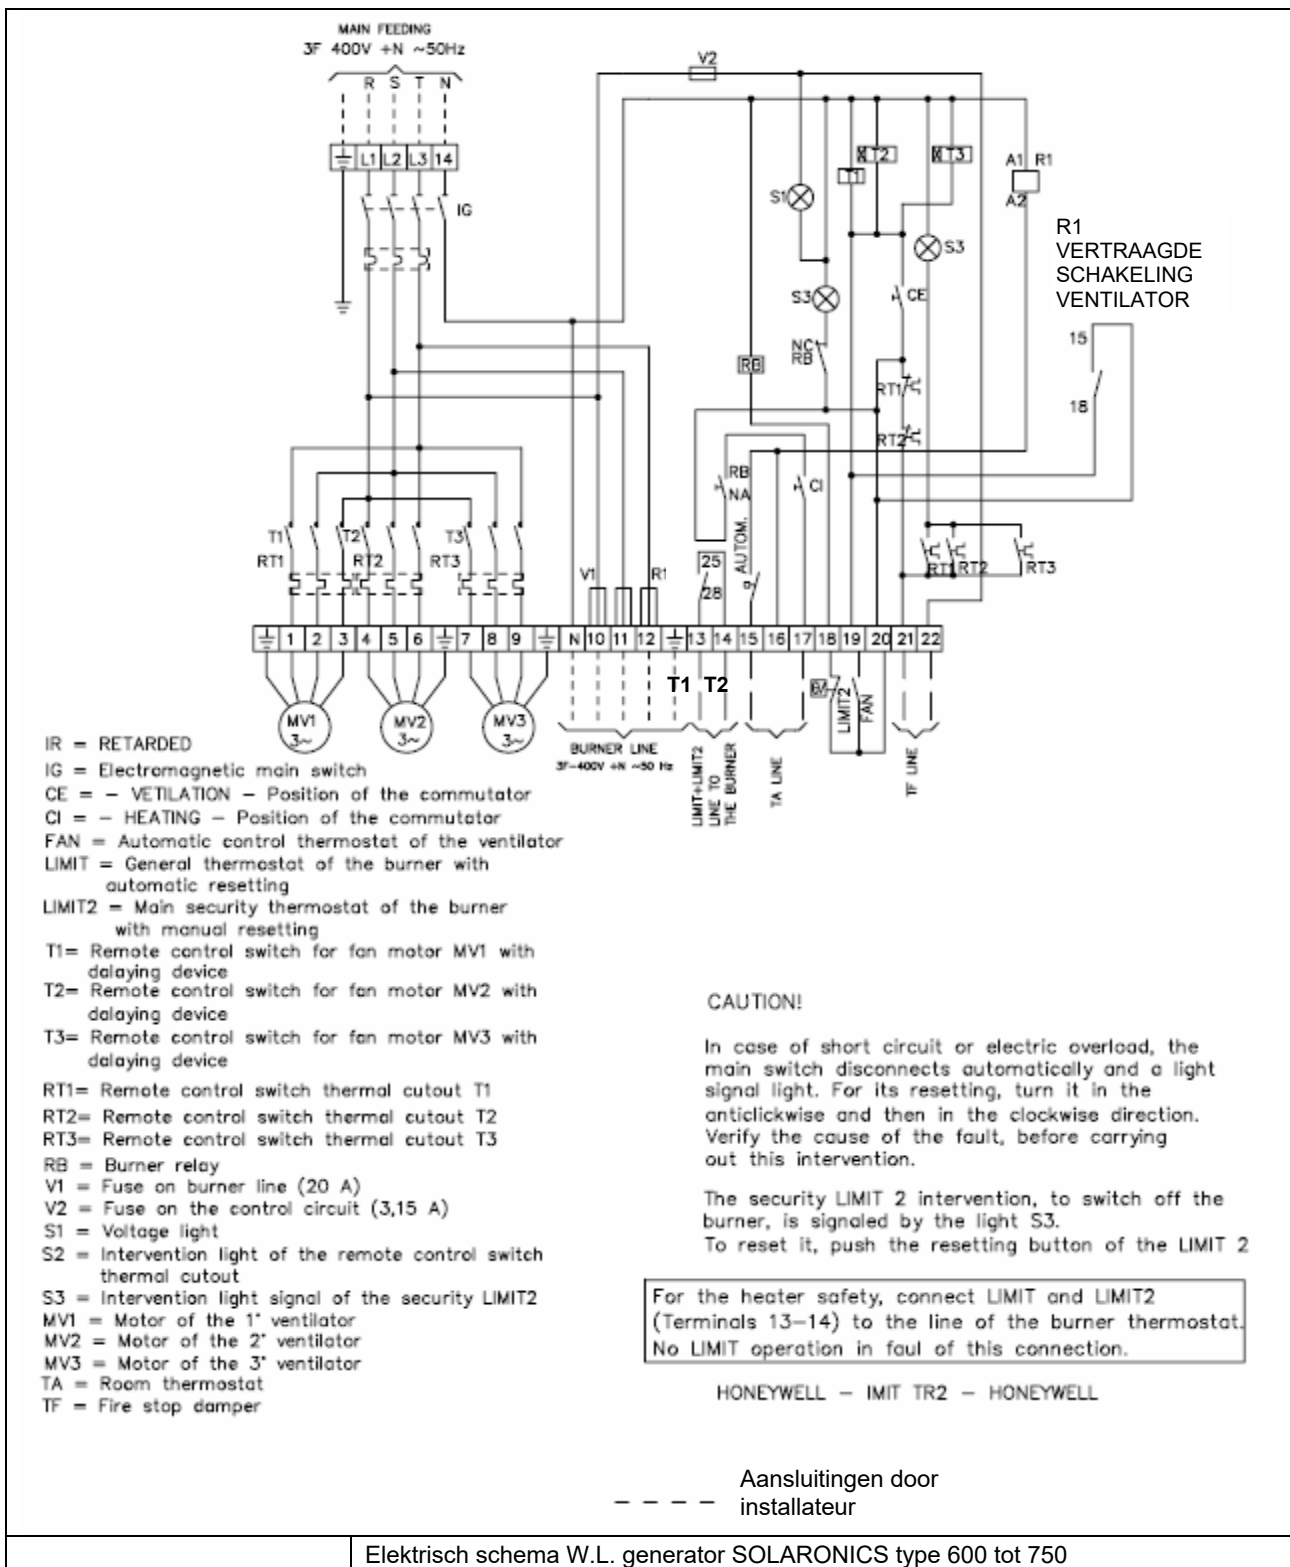 MAIN FEEDING
3F 400V +N ~50Hz
R S T N
L1 L2 L3 14
IG
V2
T2
T3
T1
A1 R1
A2
S1
S3
S3
CE
NC
RB
RB
RT1
RT2
R1
VERTRAAGDE
SCHAKELING
VENTILATOR
15
18
RB
NA
CI
AUTOM.
T1
T2
T3
RT1
RT2
RT3
V1
R1
25
28
RT1
RT2
RT3
1 2 3 4 5 6 7 8 9 N 10 11 12 13 14 15 16 17 18 19 20 21 22
T1 T2
MV1
3~
MV2
3~
MV3
3~
BURNER LINE
3F-400V +N ~50 Hz
LIMIT+LIMIT2
LINE TO
THE BURNER
TA LINE
LIMIT2
FAN
TF LINE
IR = RETARDED
IG = Electromagnetic main switch
CE = - VETILATION - Position of the commutator
CI = - HEATING - Position of the commutator
FAN = Automatic control thermostat of the ventilator
LIMIT = General thermostat of the burner with
automatic resetting
LIMIT2 = Main security thermostat of the burner
with manual resetting
T1= Remote control switch for fan motor MV1 with
dalaying device
T2= Remote control switch for fan motor MV2 with
dalaying device
T3= Remote control switch for fan motor MV3 with
dalaying device
RT1= Remote control switch thermal cutout T1
RT2= Remote control switch thermal cutout T2
RT3= Remote control switch thermal cutout T3
RB = Burner relay
V1 = Fuse on burner line (20 A)
V2 = Fuse on the control circuit (3,15 A)
S1 = Voltage light
S2 = Intervention light of the remote control switch
thermal cutout
S3 = Intervention light signal of the security LIMIT2
MV1 = Motor of the 1° ventilator
MV2 = Motor of the 2° ventilator
MV3 = Motor of the 3° ventilator
TA = Room thermostat
TF = Fire stop damper
CAUTION!
In case of short circuit or electric overload, the
main switch disconnects automatically and a light
signal light. For its resetting, turn it in the
anticlickwise and then in the clockwise direction.
Verify the cause of the fault, before carrying
out this intervention.
The security LIMIT 2 intervention, to switch off the
burner, is signaled by the light S3.
To reset it, push the resetting button of the LIMIT 2
For the heater safety, connect LIMIT and LIMIT2
(Terminals 13-14) to the line of the burner thermostat.
No LIMIT operation in faul of this connection.
HONEYWELL - IMIT TR2 - HONEYWELL
Aansluitingen door
installateur
Elektrisch schema W.L. generator SOLARONICS type 600 tot 750